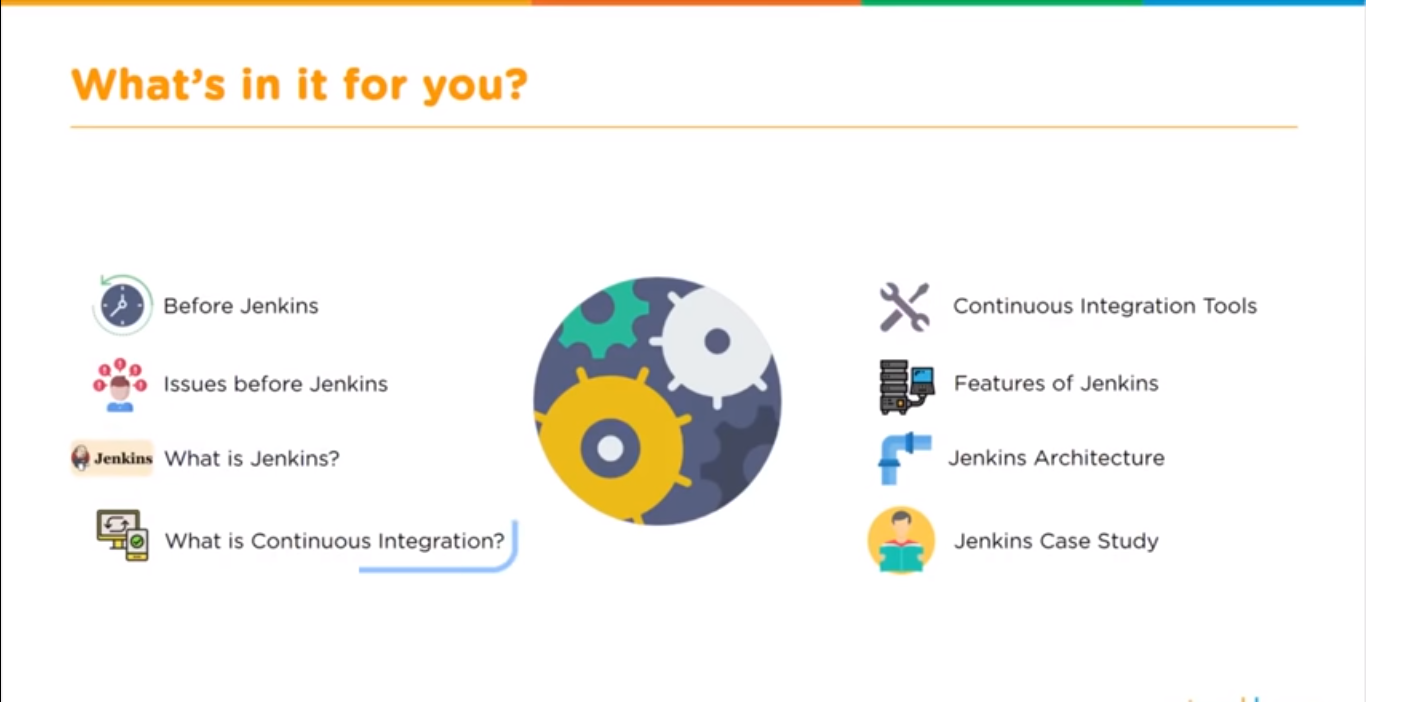 What's in it for you?
Before Jenkins
Issues before Jenkins
Jenkins
What is Jenkins?
What is Continuous Integration?
Continuous Integration Tools
Features of Jenkins
Jenkins Architecture
Jenkins Case Study